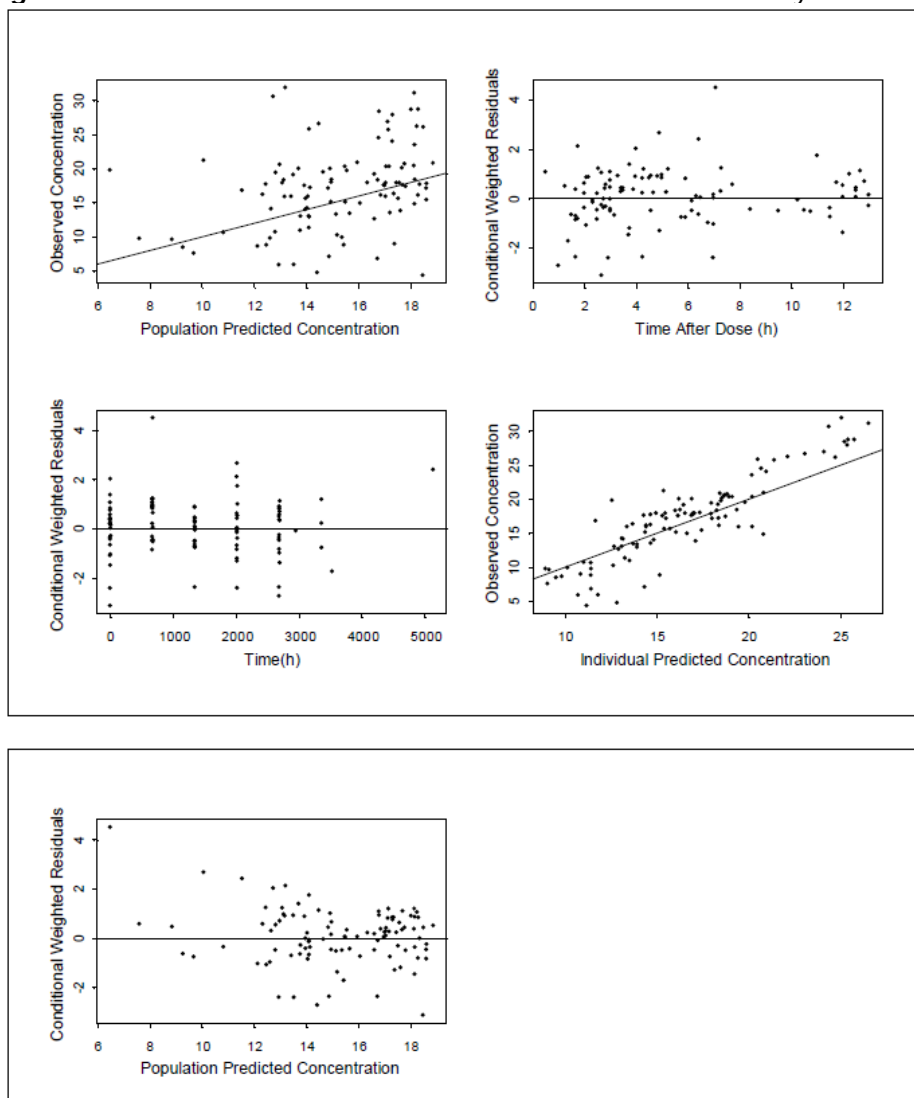 Observed Concentration
30
25
20
15
10
5
6 8 10 12 14 16 18
Population Predicted Concentration
Conditional Weighted Residuals
4
2
0
-2
0 2 4 6 8 10 12
Time After Dose (h)
Conditional Weighted Residuals
4
2
0
-2
0 1000 2000 3000 4000 5000
Time(h)
Observed Concentration
30
25
20
15
10
5
10 15 20 25
Individual Predicted Concentration
Conditional Weighted Residuals
4
2
0
-2
6 8 10 12 14 16 18
Population Predicted Concentration